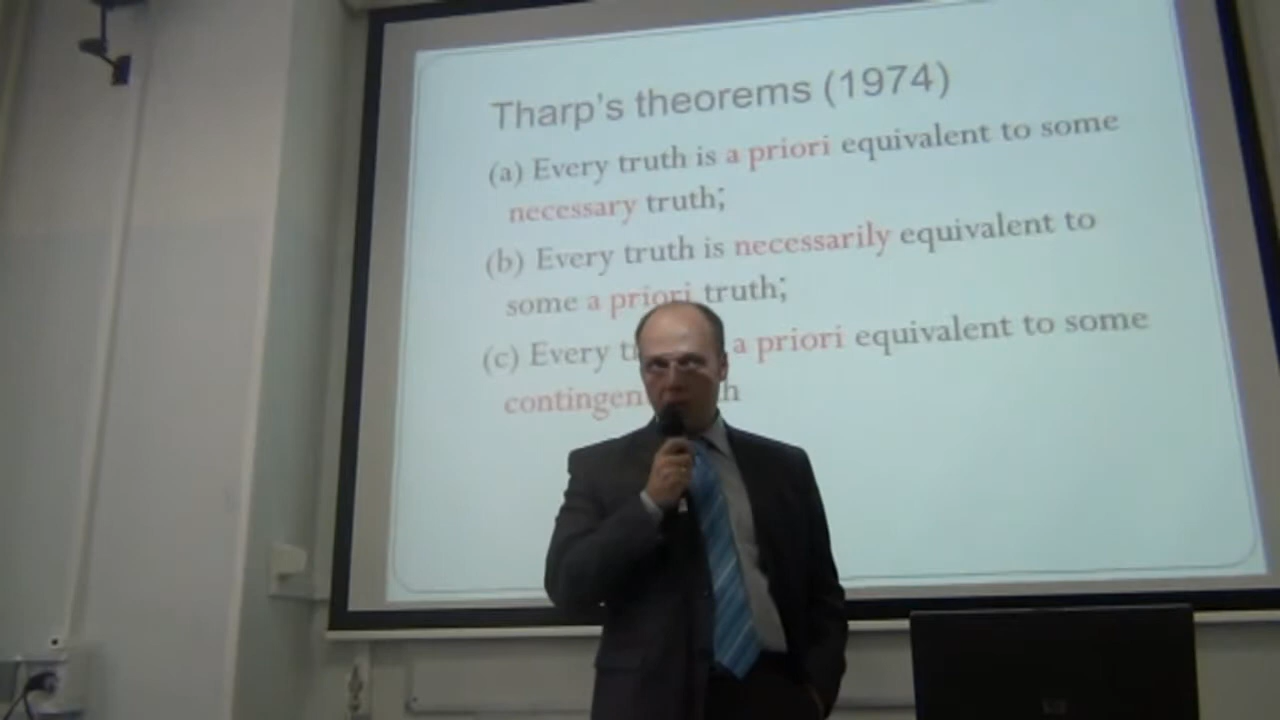 Tharp's theorems (1974)
(a) Every truth is a priori equivalent to some
necessary truth;
(b) Every truth is necessarily equivalent to
some a priori truth;
(c) Every a priori equivalent to some